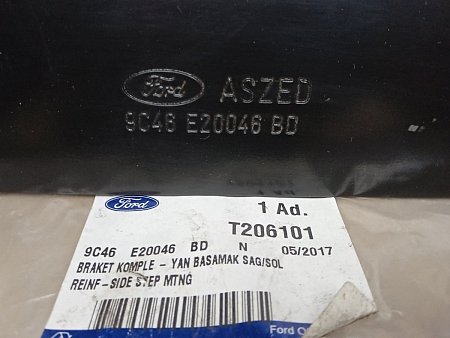 Ford ASZED
9C46 E20046 BD
Ford 1 Ad.
T206101
9C46 E20046 BD N 05/2017
BRAKET KOMPLE - YAN BASAMAK SAG/SOL
REINF-SIDE STEP MTNG
Ford